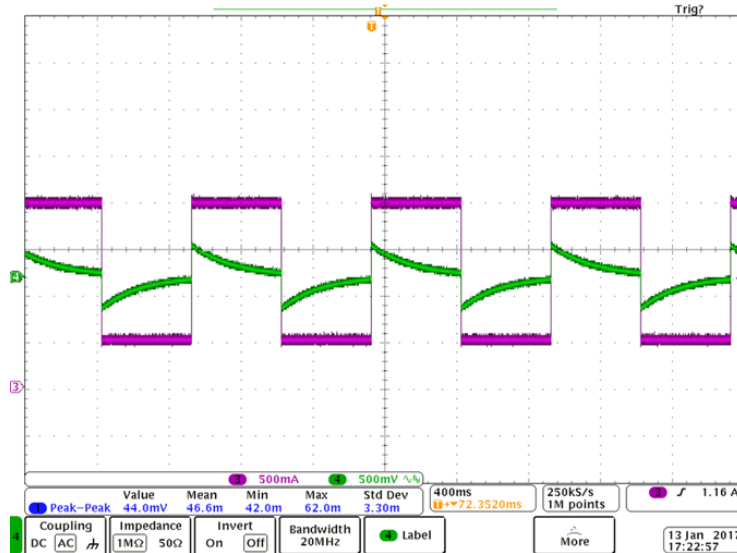 Trig?
T
T
4
3
3 500mA 4 500mV
Value Mean Min Max Std Dev
1 Peak-Peak 44.0mV 46.6m 42.0m 62.0m 3.30m
400ms
T→▼72.3520ms
250kS/s
1M points
3 1.16 A
4
Coupling
DC AC
Impedance
1MΩ 50Ω
Invert
On Off
Bandwidth
20MHz
4 Label
More
13 Jan 2017
17:22:57